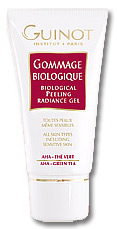 GUINOT
INSTITUT • PARIS
GOMMAGE
BIOLOGIQUE
BIOLOGICAL
PEELING
RADIANCE GEL
TOUTES PEAUX
MÊME SENSIBLES
ALL SKIN TYPES
INCLUDING
SENSITIVE SKIN
AHA - THÉ VERT
AHA - GREEN TEA